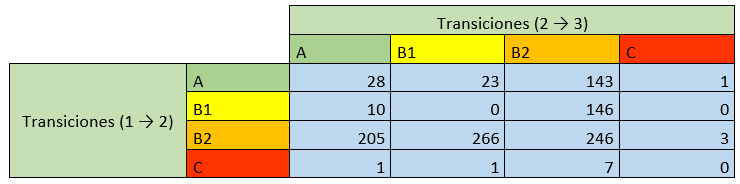 Transiciones (2 → 3)
A B1 B2 C
Transiciones (1 → 2)
A 28 23 143 1
B1 10 0 146 0
B2 205 266 246 3
C 1 1 7 0